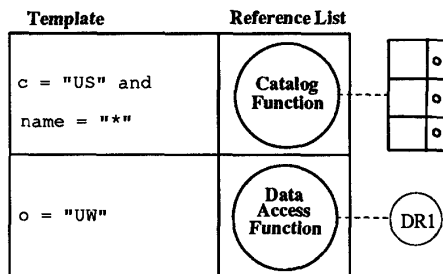 Template Reference List
c = "US" and
name = "*"
Catalog
Function
o
o
o
o = "UW"
Data
Access
Function
DR1